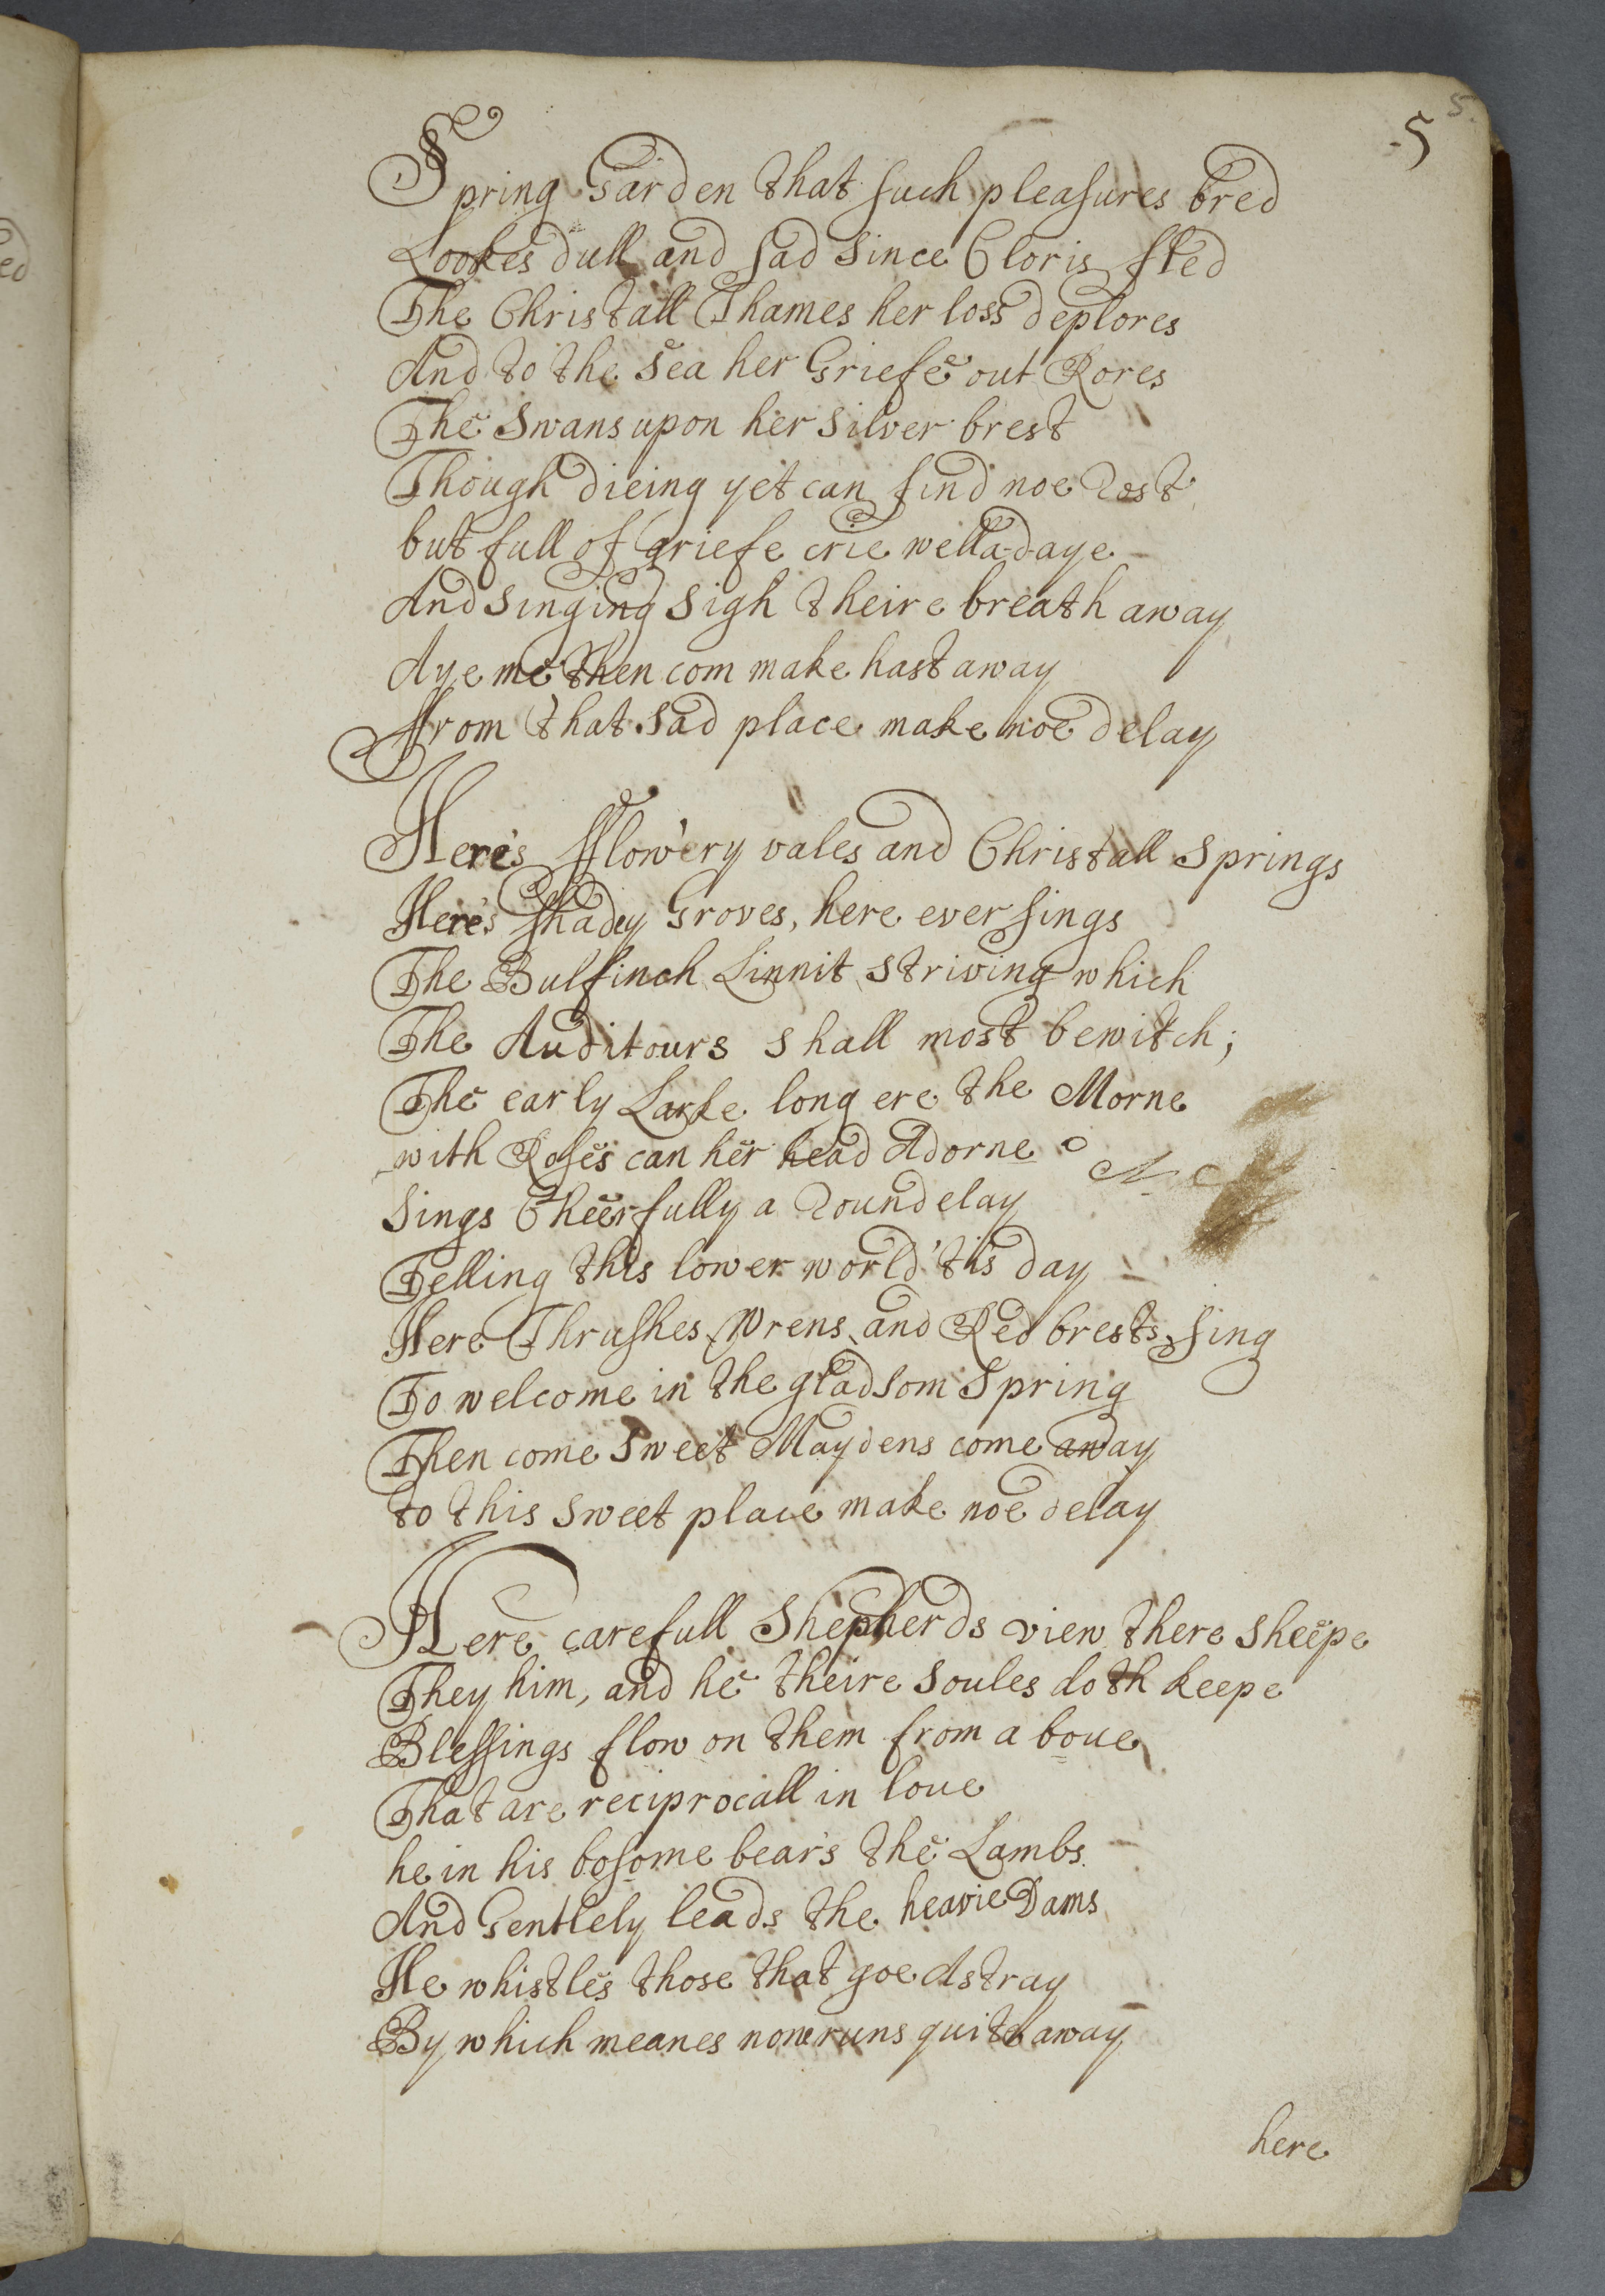 5
5
Spring Garden that such pleasures bred
Lookes dull and sad since Cloris fled
The Christall Thames her loss deplores
And to the sea her Griefe out Rores
The Swans upon her silver brest
Though dieing yet can find noe rest
but full of griefe crie wella-daye
And singing sigh theire breath away
Aye me then com make hast away
ffrom that sad place make noe delay
Here's fflow'ery vales and Christall Springs
Here's shadey Groves, here ever sings
The Bulfinch Linnit striving which
The Auditours shall most bewitch;
The early Larke long ere the Morne
with Roses can her head Adorne
Sings Cheerfully a roundelay
Telling this lower world 'tis day
Here Thrushes, Wrens, and Red brests sing
To welcome in the gladsom Spring
Then come sweet Maydens come away
to this sweet place make noe delay
Here carefull Shepherds view there sheepe
They him, and he theire soules doth keepe
Blessings flow on them from a boue
That are reciprocall in loue
he in his bosome bears the Lambs
And Gentlely leads the heavie Dams
He whistles those that goe Astray
By which meanes none runs quite away
here